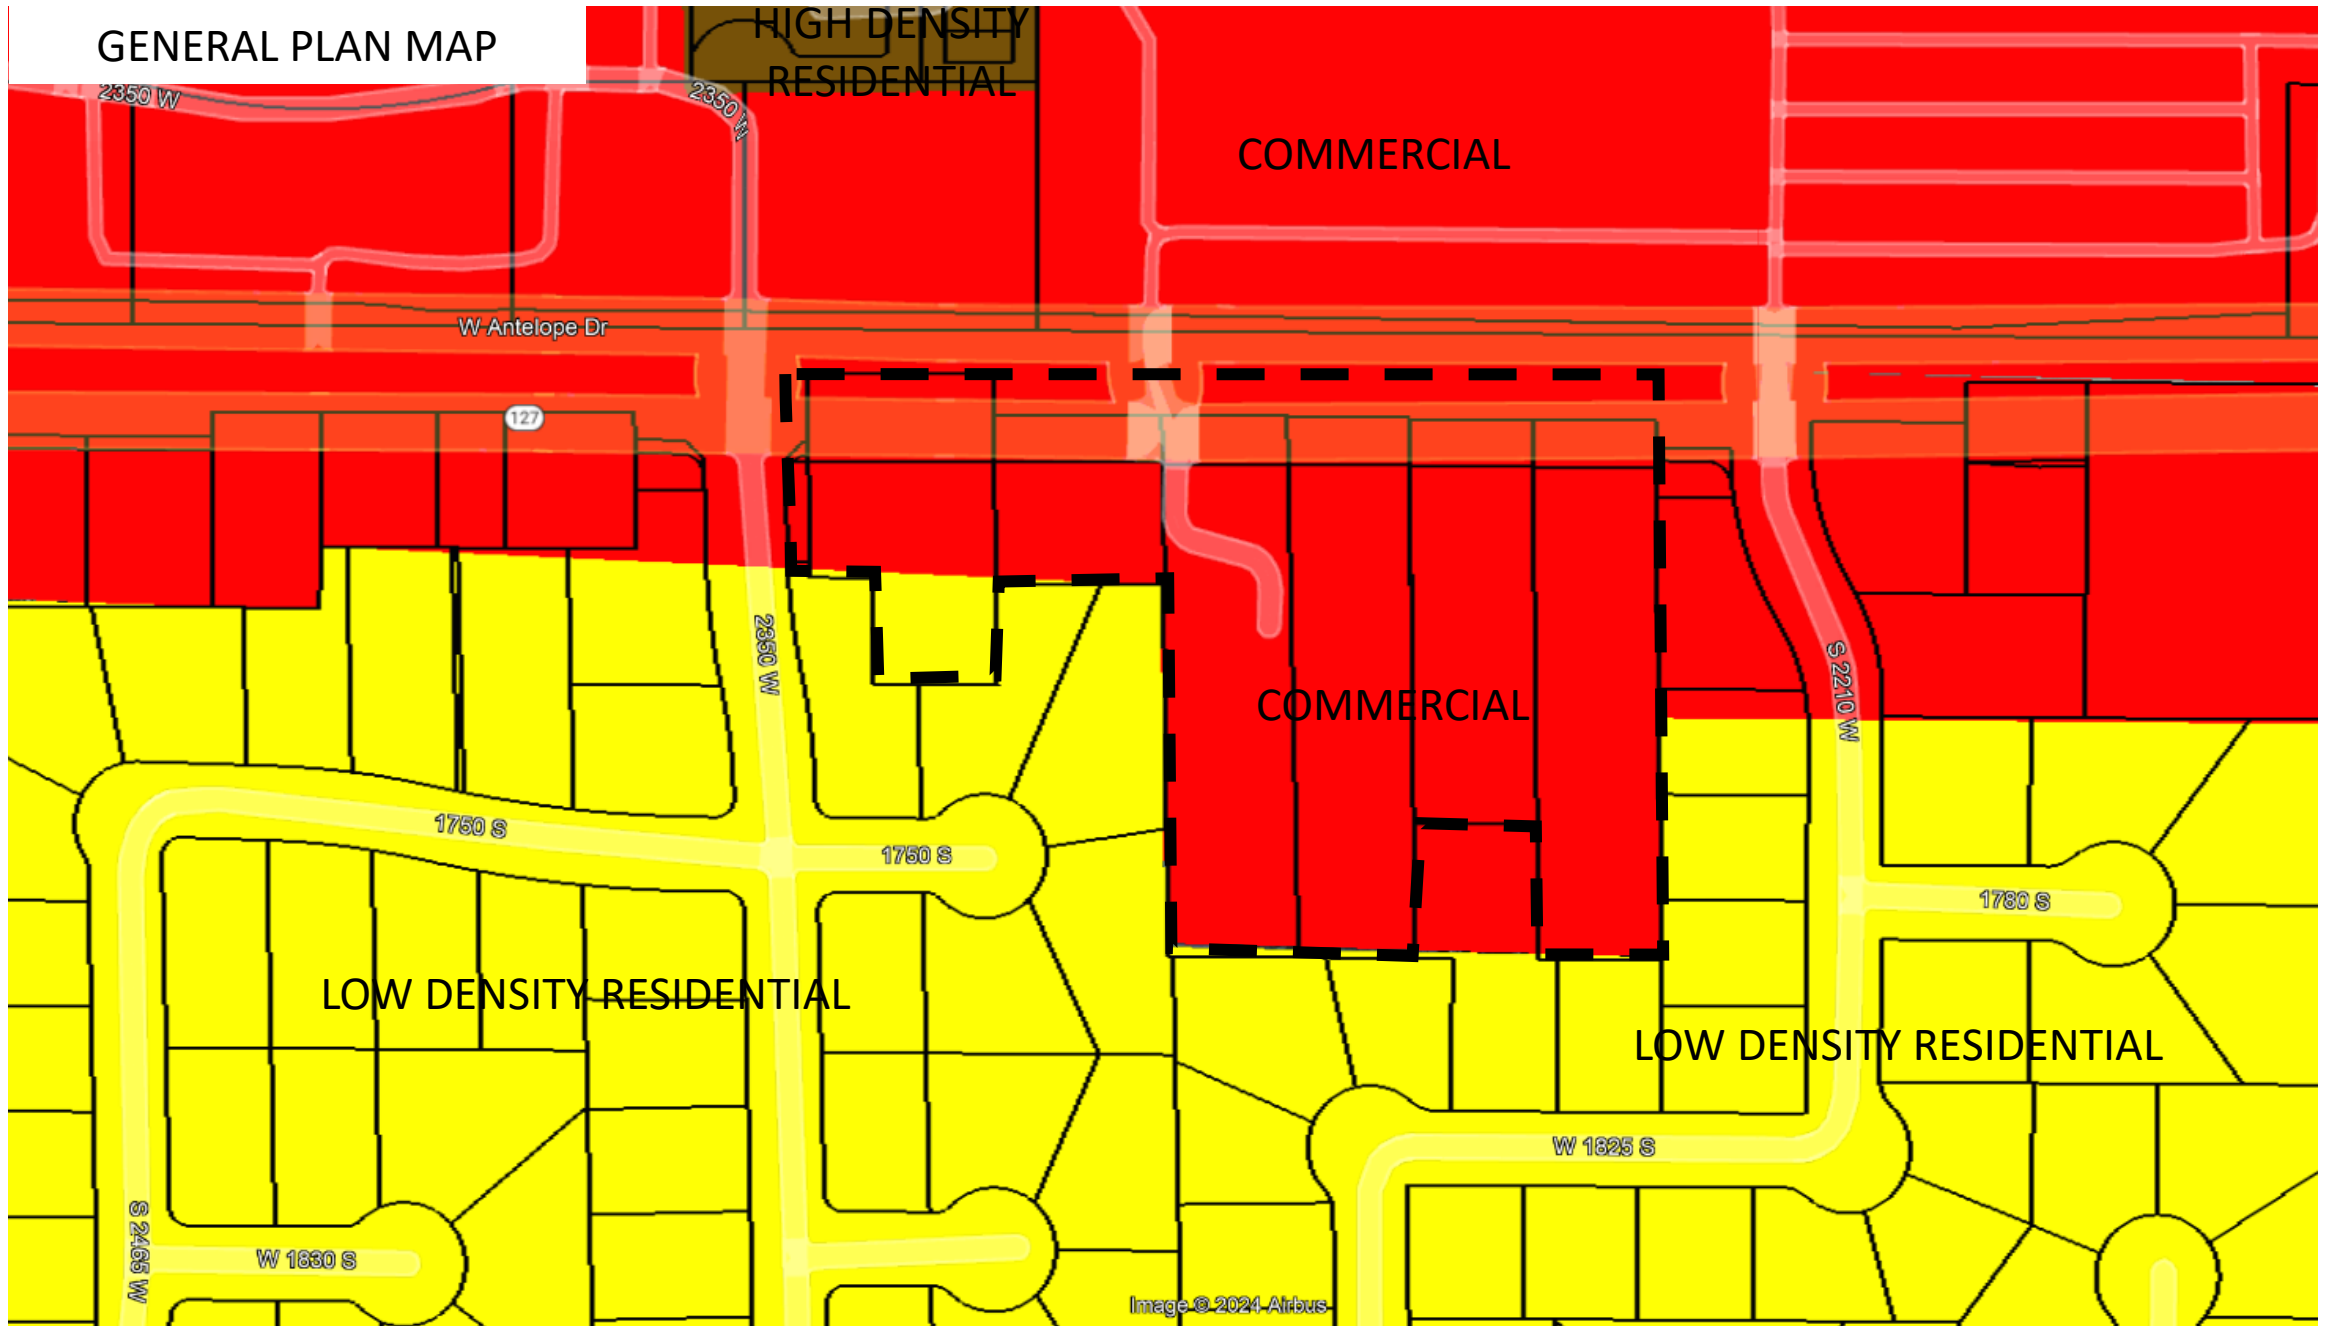 GENERAL PLAN MAP
HIGH DENSITY
RESIDENTIAL
2350 W
2350 W
COMMERCIAL
W Antelope Dr
127
2350 W
S 2210 W
COMMERCIAL
1750 S
1750 S
1780 S
LOW DENSITY RESIDENTIAL
LOW DENSITY RESIDENTIAL
W 1825 S
S 2465 W
W 1830 S
Image © 2024 Airbus